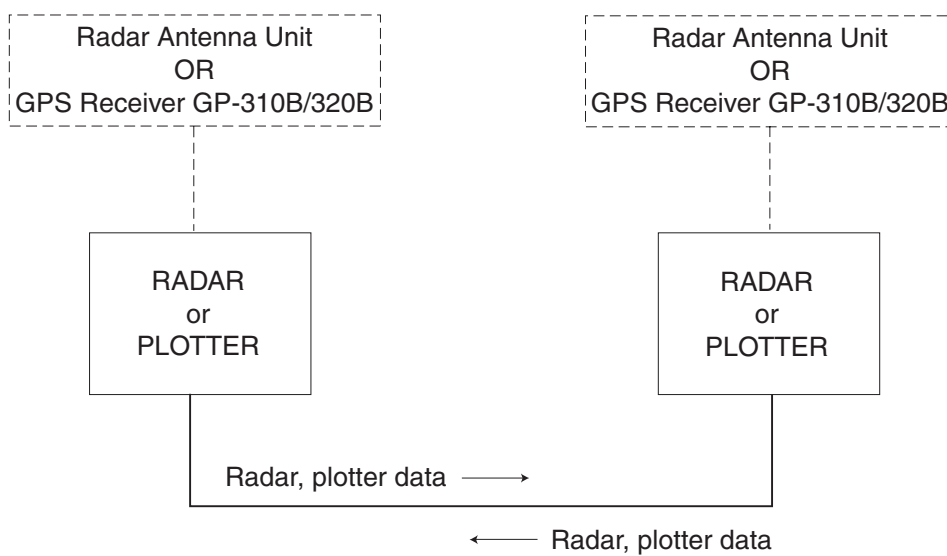 Radar Antenna Unit
OR
GPS Receiver GP-310B/320B
Radar Antenna Unit
OR
GPS Receiver GP-310B/320B
RADAR
or
PLOTTER
RADAR
or
PLOTTER
Radar, plotter data
Radar, plotter data